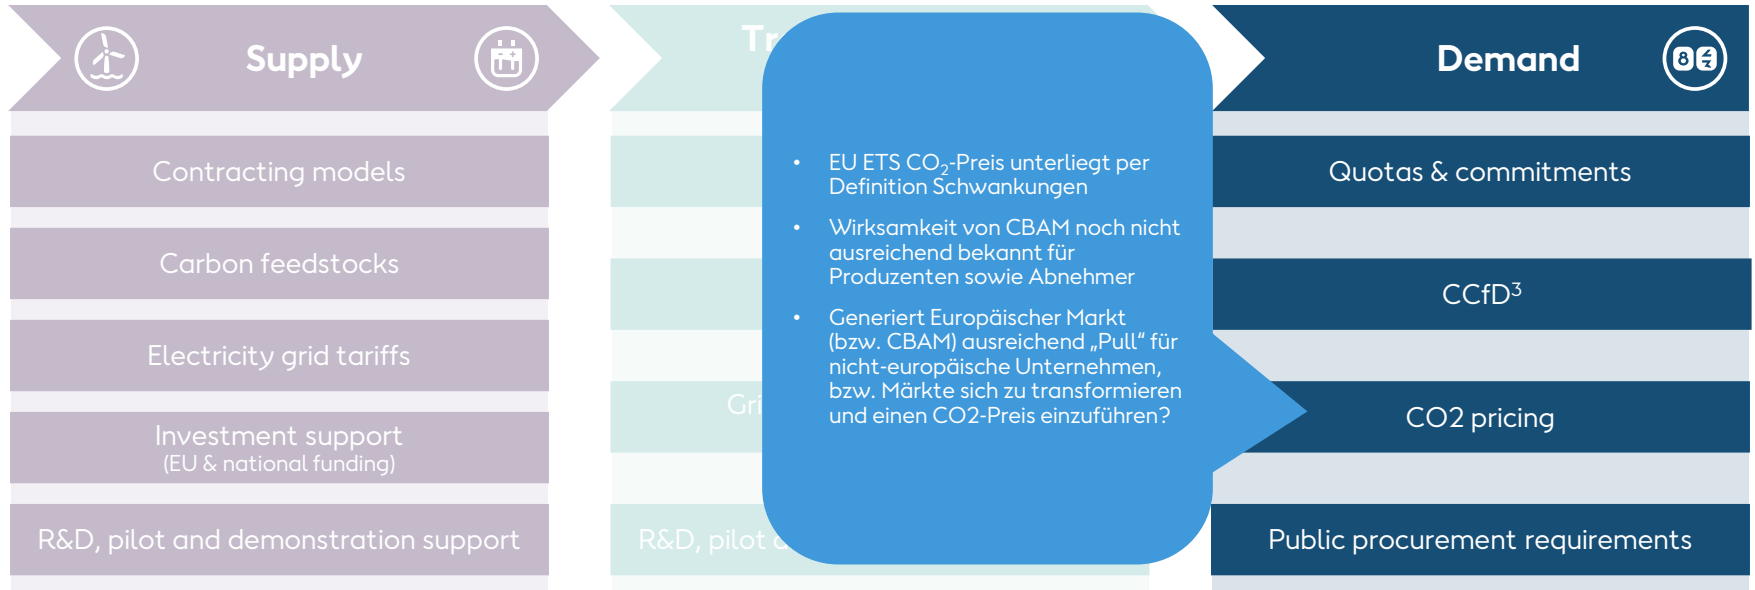 Supply
Contracting models
Carbon feedstocks
Electricity grid tariffs
Investment support
(EU & national funding)
R&D, pilot and demonstration support
Tr
Gri
R&D, pilot
• EU ETS CO₂-Preis unterliegt per
Definition Schwankungen
• Wirksamkeit von CBAM noch nicht
ausreichend bekannt für
Produzenten sowie Abnehmer
• Generiert Europäischer Markt
(bzw. CBAM) ausreichend „Pull“ für
nicht-europäische Unternehmen,
bzw. Märkte sich zu transformieren
und einen CO2-Preis einzuführen?
Demand
Quotas & commitments
CCfD³
CO2 pricing
Public procurement requirements